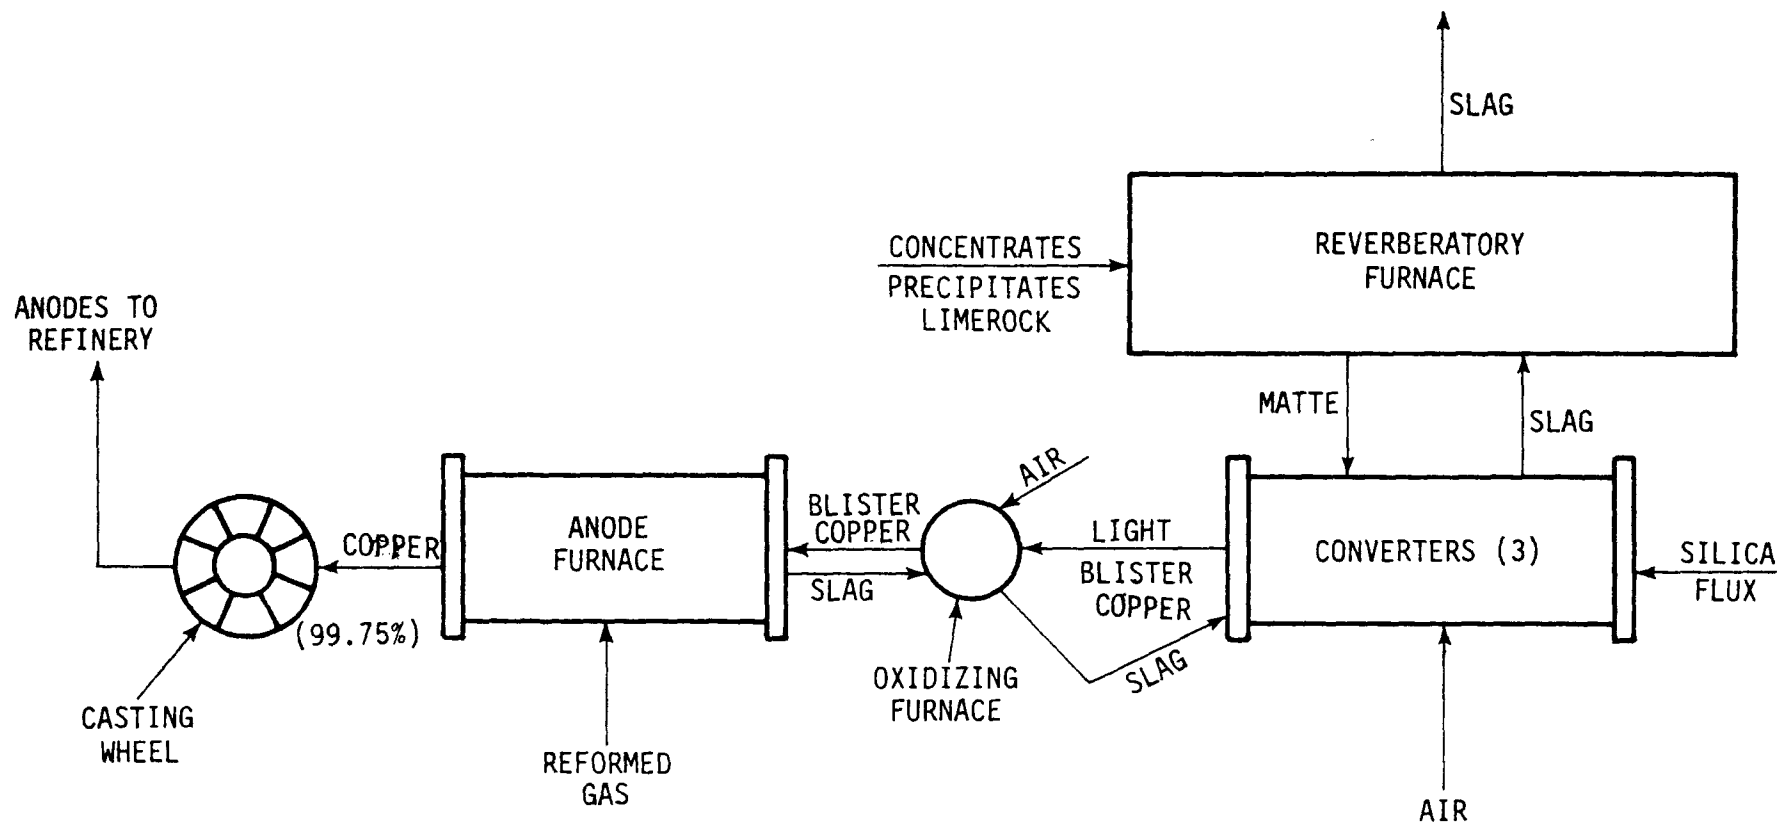 SLAG
REVERBERATORY
FURNACE
CONCENTRATES
PRECIPITATES
LIMEROCK
ANODES TO
REFINERY
MATTE
SLAG
AIR
BLISTER
COPPER
SLAG
LIGHT
BLISTER
COPPER
SLAG
CONVERTERS (3)
SILICA
FLUX
ANODE
FURNACE
COPPER
(99.75%)
OXIDIZING
FURNACE
CASTING
WHEEL
REFORMED
GAS
AIR